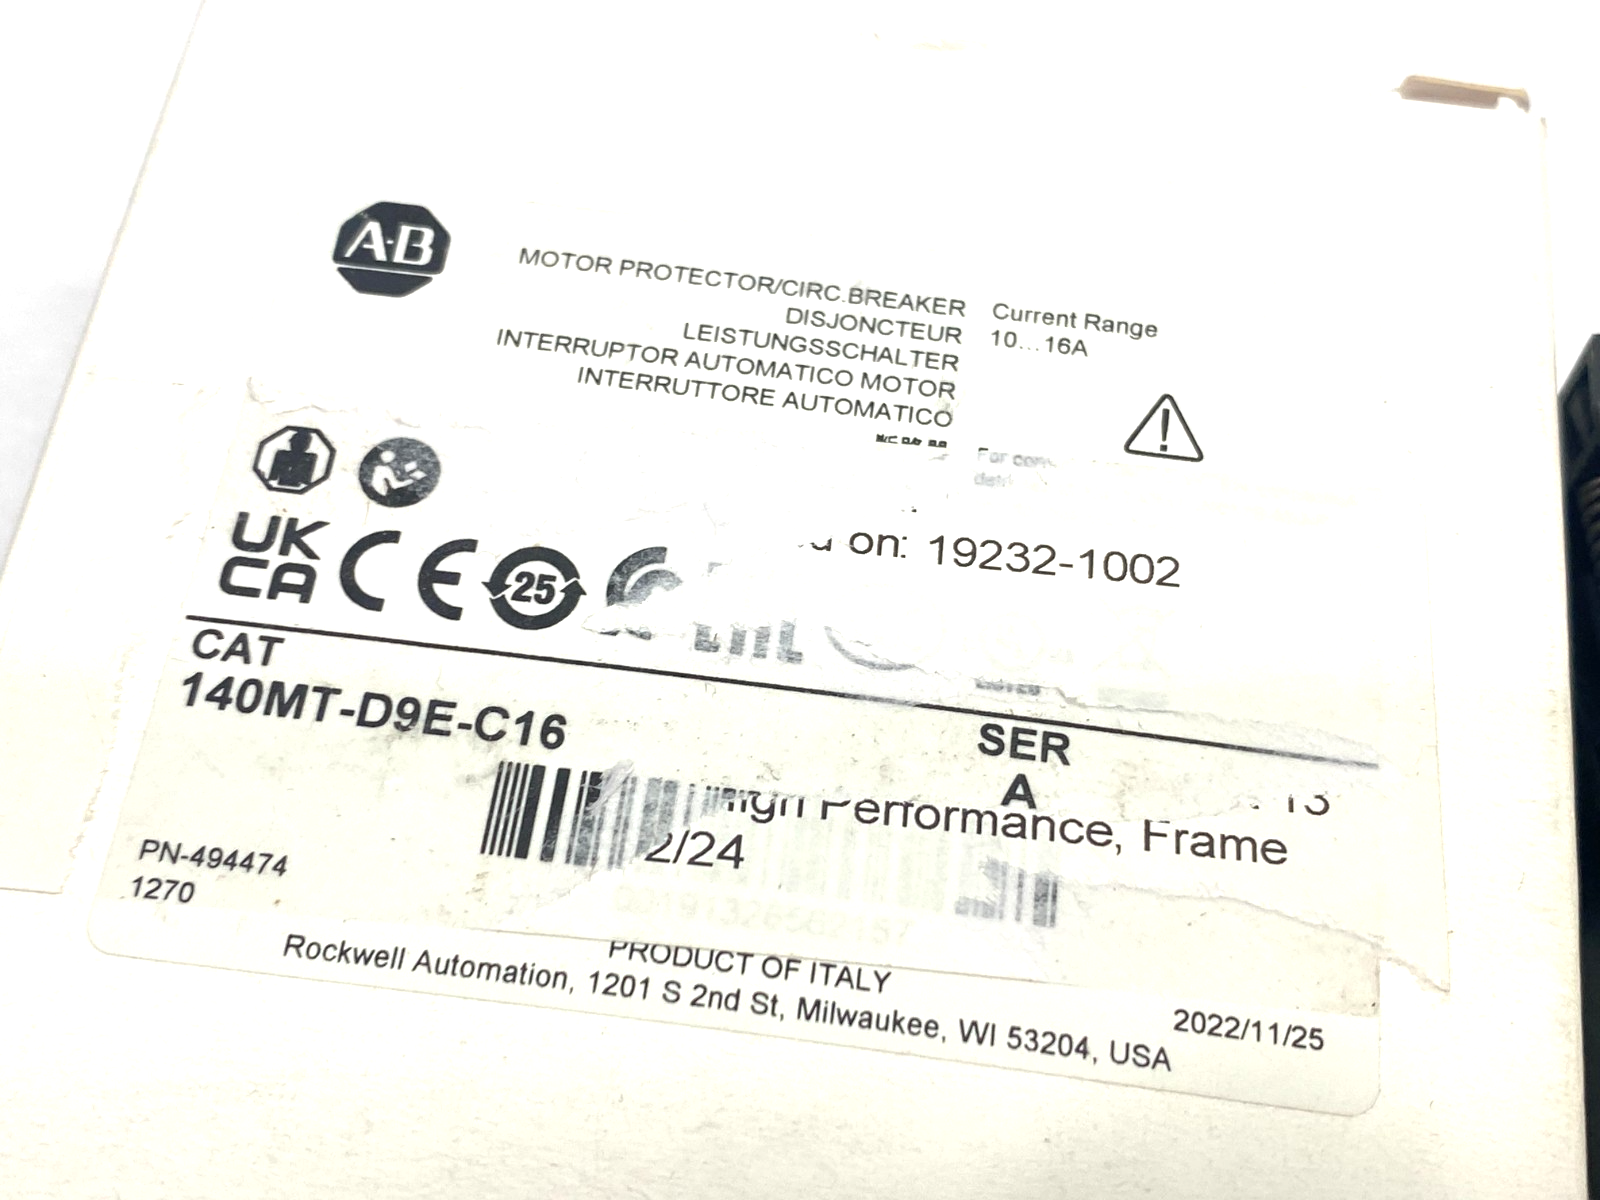 A-B
MOTOR PROTECTOR/CIRC.BREAKER
DISJONCTEUR
LEISTUNGSSCHALTER
INTERRUPTOR AUTOMATICO MOTOR
INTERRUTTORE AUTOMATICO
Current Range
10...16A
For
on: 19232-1002
UK
CA
CE
25
CAT
140MT-D9E-C16
SER
A
Performance, Frame
2/24
PN-494474
1270
PRODUCT OF ITALY
Rockwell Automation, 1201 S 2nd St, Milwaukee, WI 53204, USA
2022/11/25